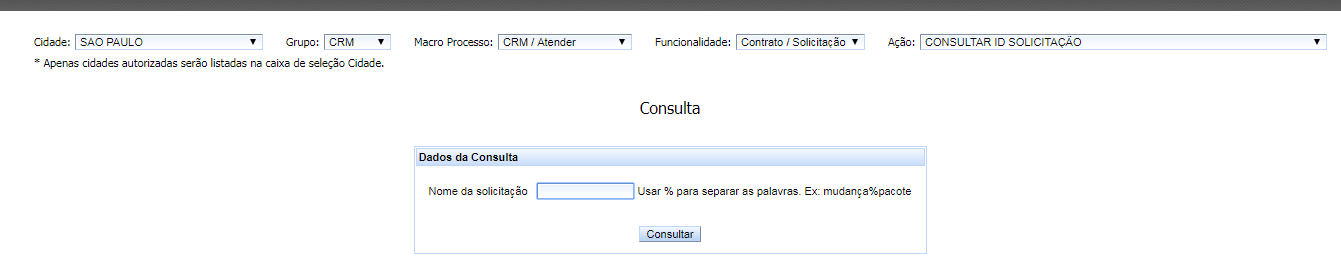 Cidade: SAO PAULO Grupo: CRM Macro Processo: CRM / Atender Funcionalidade: Contrato / Solicitação Ação: CONSULTAR ID SOLICITAÇÃO
* Apenas cidades autorizadas serão listadas na caixa de seleção Cidade.
Consulta
Dados da Consulta
Nome da solicitação Usar % para separar as palavras. Ex: mudança%pacote
Consultar